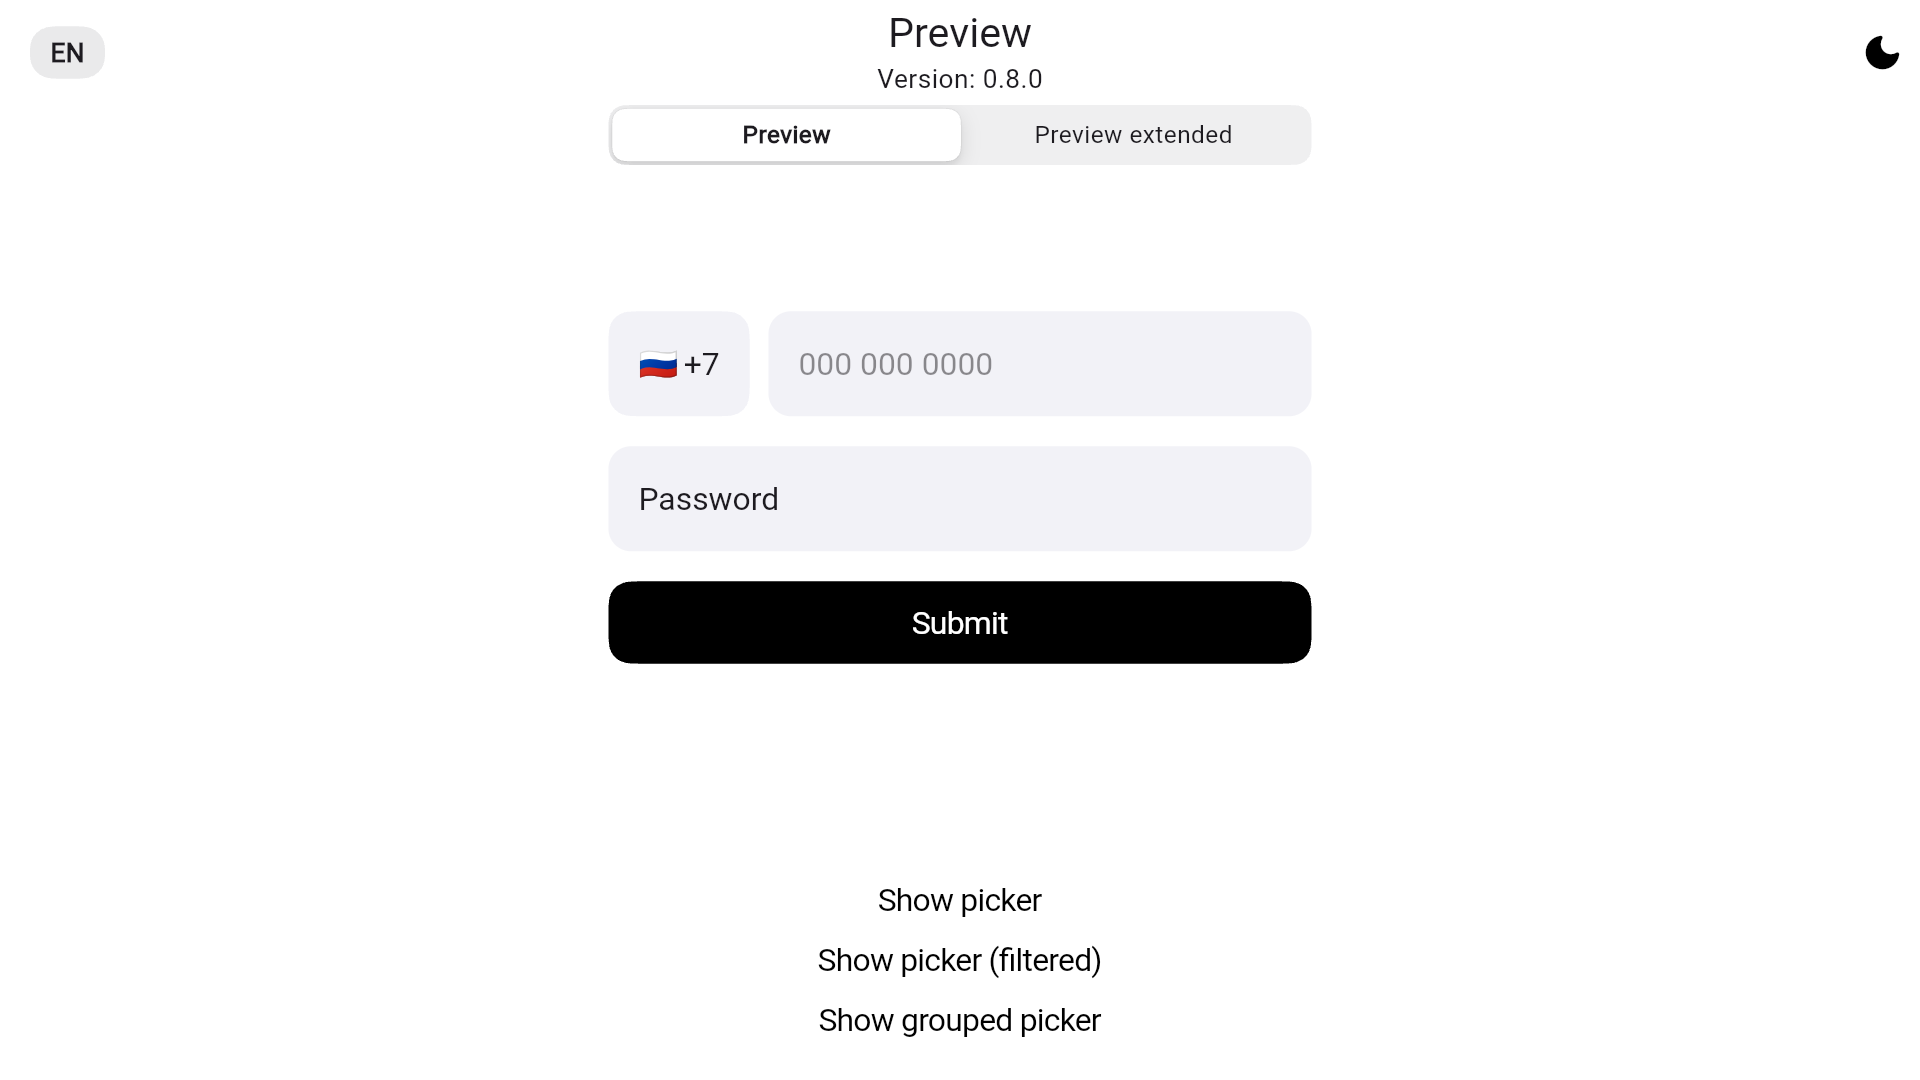 EN
Preview
Version: 0.8.0
Preview
Preview extended
🇷🇺 +7
000 000 0000
Password
Submit
Show picker
Show picker (filtered)
Show grouped picker